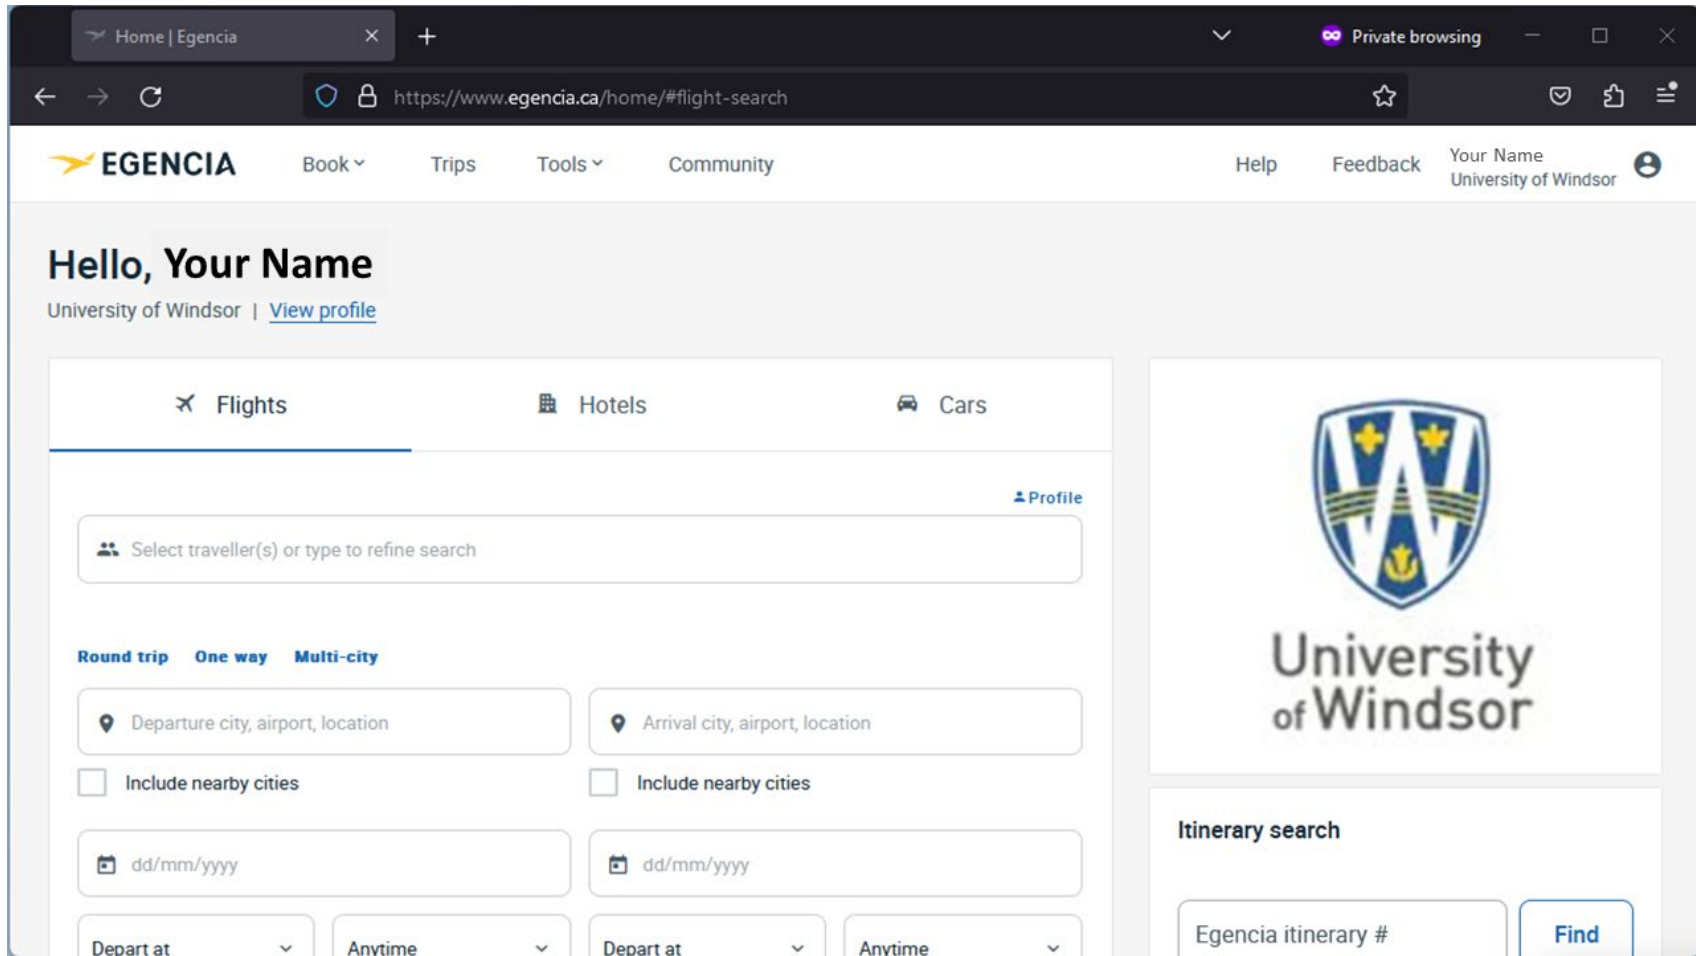 Home | Egencia
Private browsing
https://www.egencia.ca/home/#flight-search
EGENCIA Book Trips Tools Community Help Feedback Your Name
University of Windsor
Hello, Your Name
University of Windsor | View profile
Flights Hotels Cars
Profile
Select traveller(s) or type to refine search
Round trip One way Multi-city
Departure city, airport, location Arrival city, airport, location
Include nearby cities Include nearby cities
dd/mm/yyyy dd/mm/yyyy
Depart at Anytime Depart at Anytime
University
of Windsor
Itinerary search
Egencia itinerary # Find